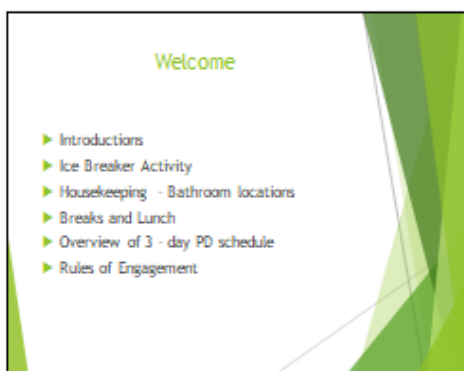 Welcome
Introductions
Ice Breaker Activity
Housekeeping - Bathroom locations
Breaks and Lunch
Overview of 3 - day PD schedule
Rules of Engagement